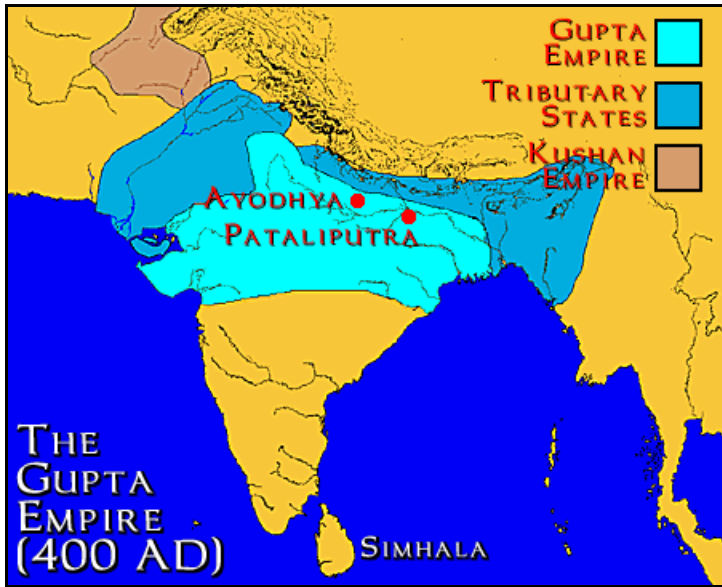 GUPTA
EMPIRE
TRIBUTARY
STATES
KUSHAN
EMPIRE
AYODHYA
PATALIPUTRA
THE
GUPTA
EMPIRE
(400 AD)
SIMHALA